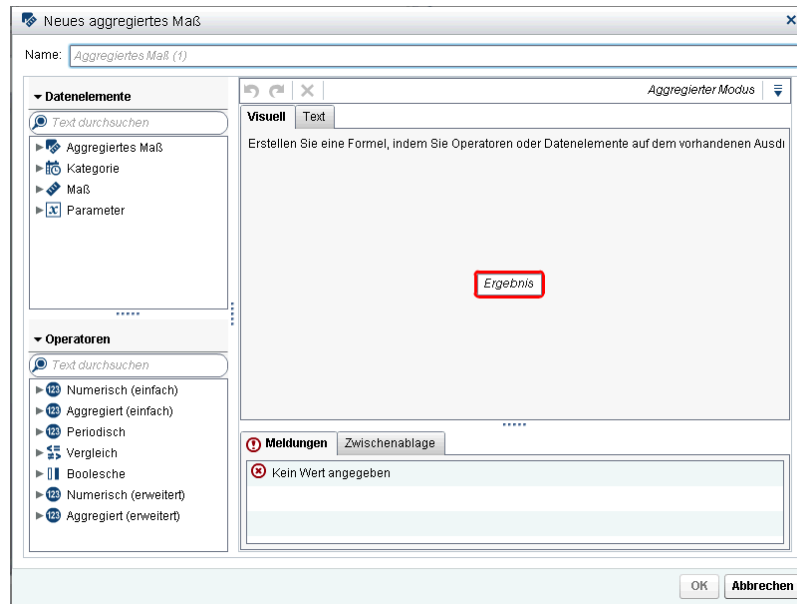 Neues aggregiertes Maß
Name: Aggregiertes Maß (1)
Datenelemente
Text durchsuchen
Aggregiertes Maß
Kategorie
Maß
Parameter
Operatoren
Text durchsuchen
Numerisch (einfach)
Aggregiert (einfach)
Periodisch
Vergleich
Boolesche
Numerisch (erweitert)
Aggregiert (erweitert)
Aggregierter Modus
Visuell Text
Erstellen Sie eine Formel, indem Sie Operatoren oder Datenelemente auf dem vorhandenen Ausdr
Ergebnis
Meldungen Zwischenablage
Kein Wert angegeben
OK Abbrechen